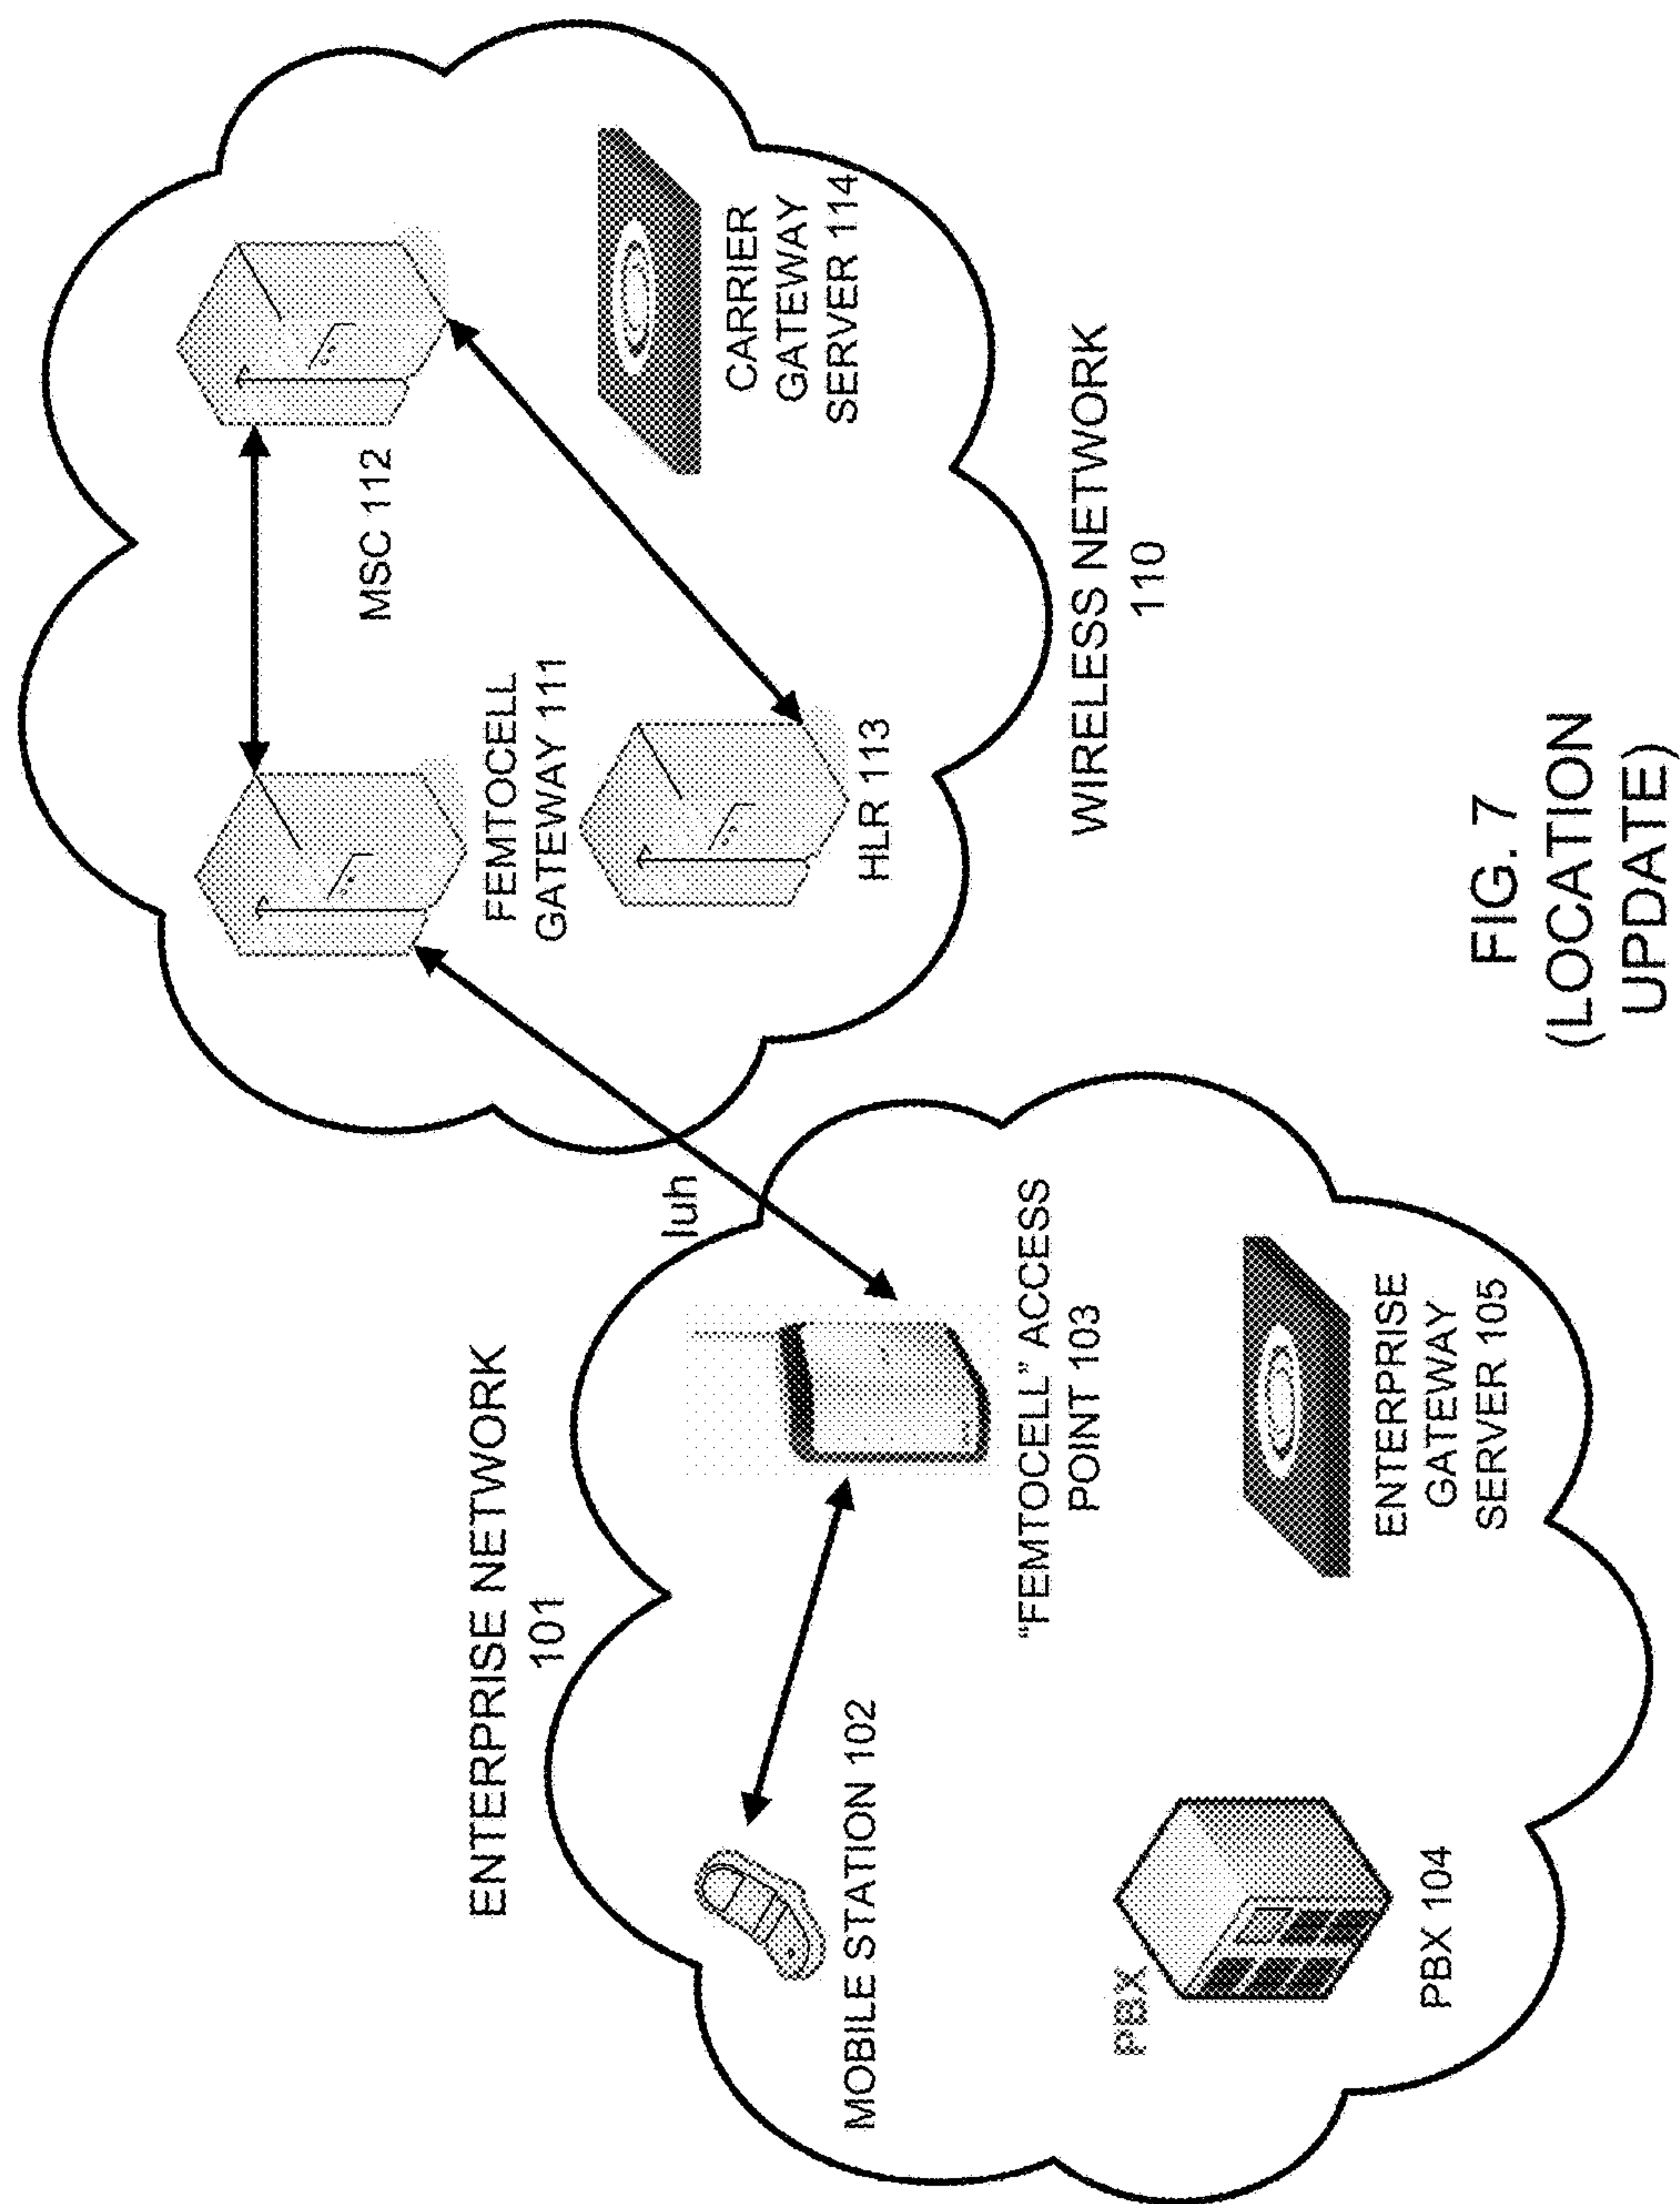 ENTERPRISE NETWORK
101
MOBILE STATION 102
"FEMTOCELL" ACCESS
POINT 103
PBX
PBX 104
ENTERPRISE
GATEWAY
SERVER 105
Iuh
FEMTOCELL
GATEWAY 111
MSC 112
HLR 113
CARRIER
GATEWAY
SERVER 114
WIRELESS NETWORK
110
FIG. 7
(LOCATION
UPDATE)